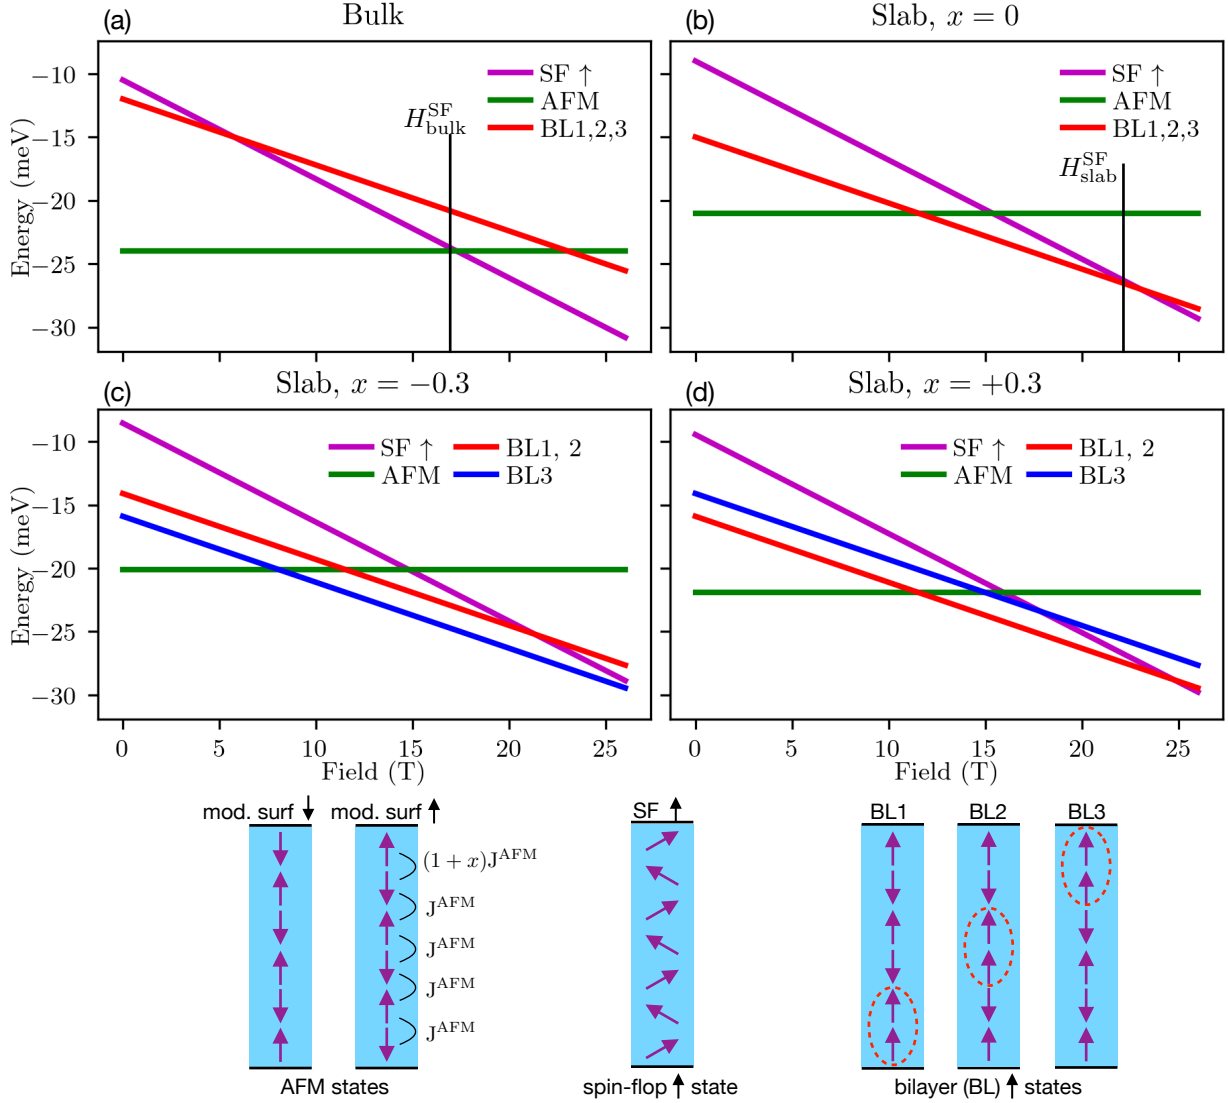 (a) Bulk
Energy (meV)
−10
−15
−20
−25
−30
SF ↑
AFM
BL1,2,3
H^SF_bulk
(b) Slab, x = 0
SF ↑
AFM
BL1,2,3
H^SF_slab
(c) Slab, x = −0.3
Energy (meV)
−10
−15
−20
−25
−30
SF ↑ BL1, 2
AFM BL3
0 5 10 15 20 25
Field (T)
(d) Slab, x = +0.3
SF ↑ BL1, 2
AFM BL3
0 5 10 15 20 25
Field (T)
mod. surf ↓ mod. surf ↑
(1 + x)J^AFM
J^AFM
J^AFM
J^AFM
J^AFM
AFM states
SF ↑
spin-flop ↑ state
BL1 BL2 BL3
bilayer (BL) ↑ states